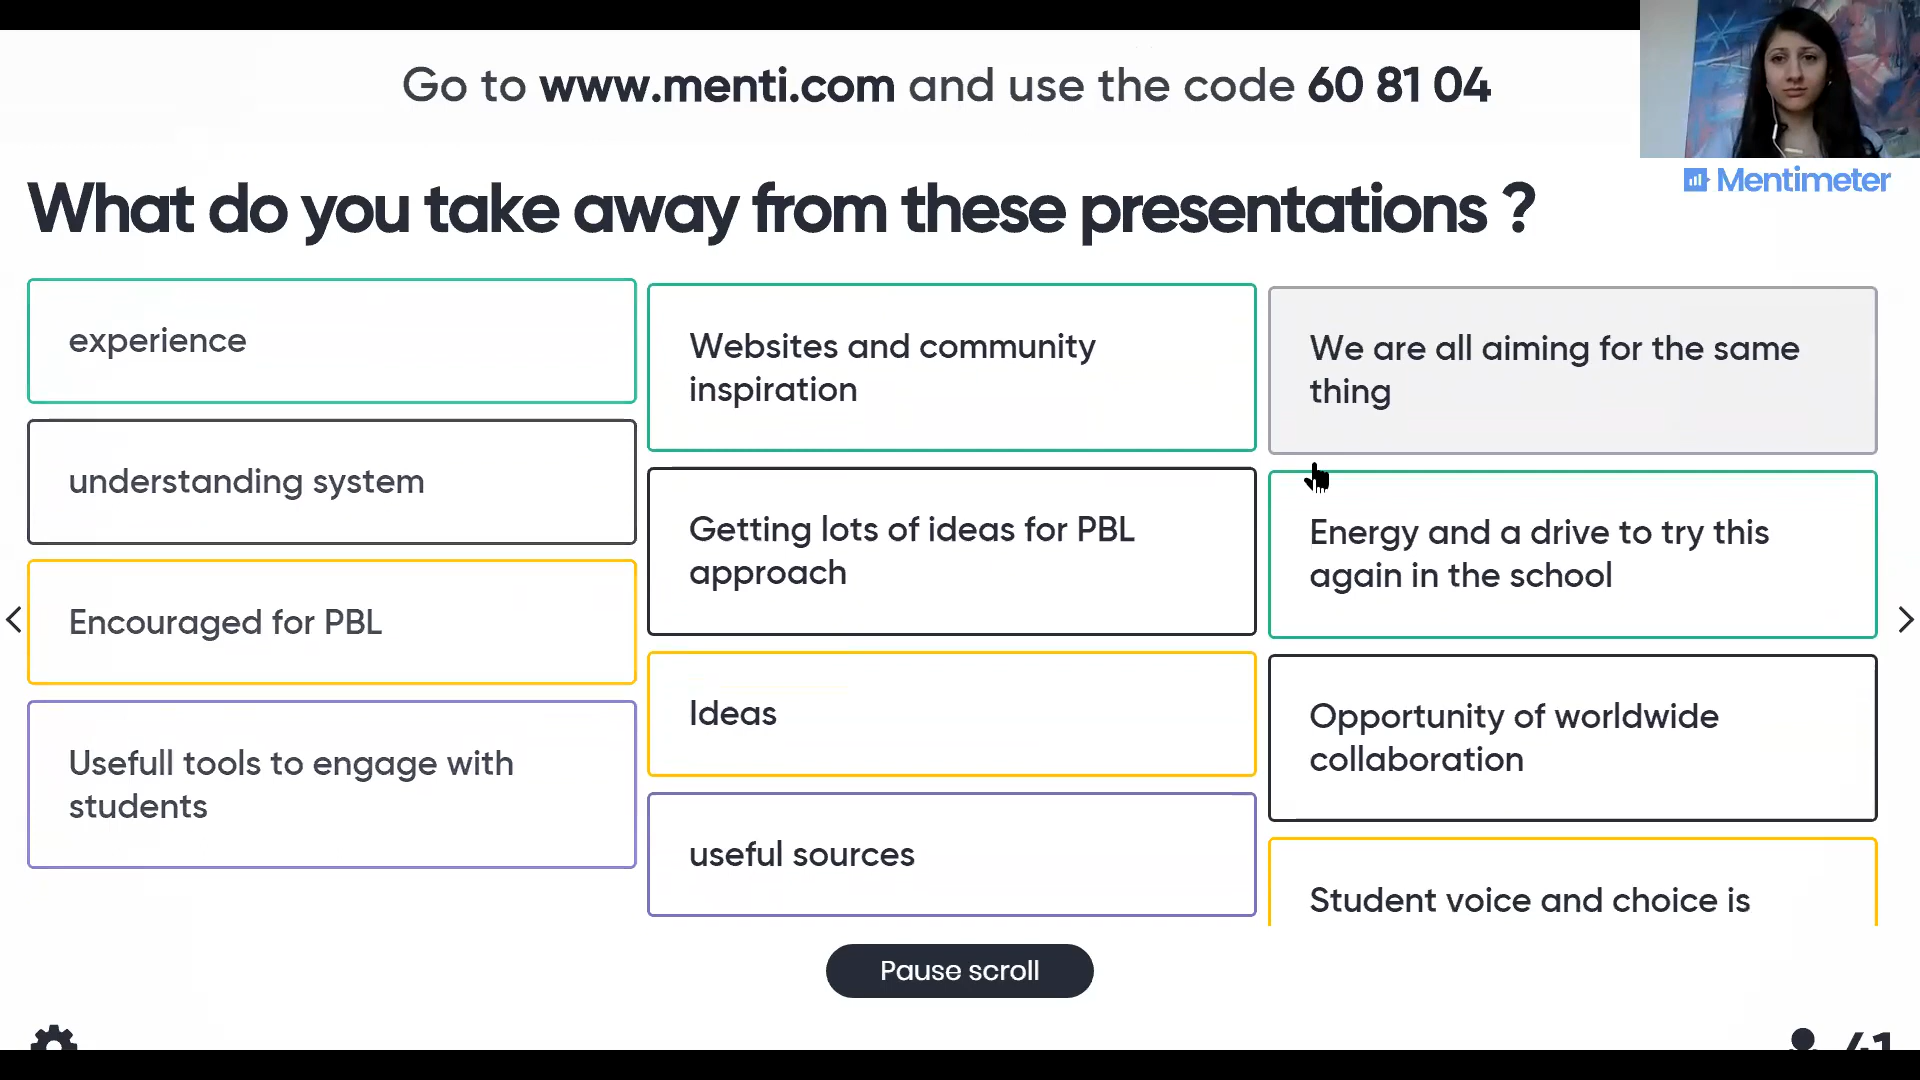 Go to www.menti.com and use the code 60 81 04
Mentimeter
What do you take away from these presentations ?
experience
understanding system
Encouraged for PBL
Usefull tools to engage with
students
Websites and community
inspiration
Getting lots of ideas for PBL
approach
Ideas
useful sources
We are all aiming for the same
thing
Energy and a drive to try this
again in the school
Opportunity of worldwide
collaboration
Student voice and choice is
Pause scroll
41